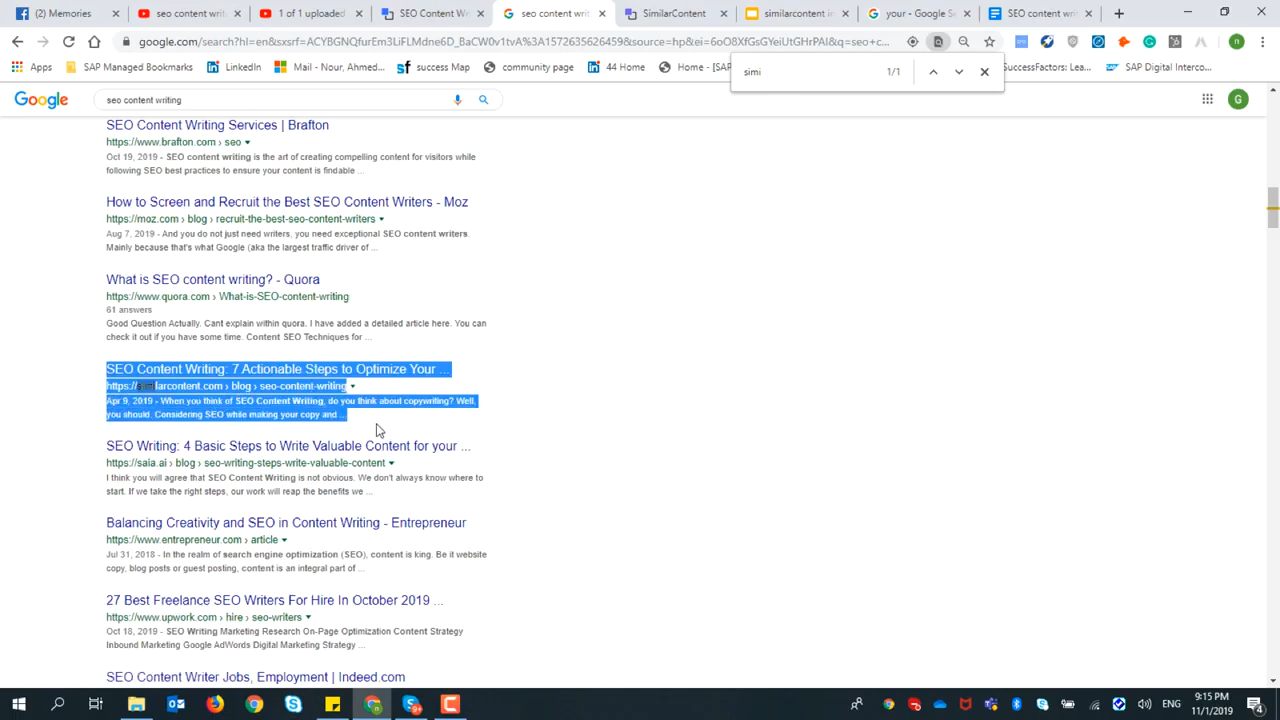 (2) Memories
success
1 of 1 uploaded
SEO Content W
seo content writ
SimilarContent
similarcontent in
your - Google S
SEO content wri
google.com/search?hl=en&sxsrf=ACYBGNQfurEm3LiFLMdne6D_BaCW0v1tvA%3A1572635626459&source=hp&ei=6oO8XfGsGYeiUtGHrPAI&q=seo+c...
Apps
SAP Managed Bookmarks
LinkedIn
Mail - Nour, Ahmed...
success Map
community page
44 Home
Home - [SAP
SuccessFactors: Lea...
SAP Digital Interco...
simi
1/1
Google
seo content writing
G
SEO Content Writing Services | Brafton
https://www.brafton.com › seo
Oct 19, 2019 - SEO content writing is the art of creating compelling content for visitors while
following SEO best practices to ensure your content is findable ...
How to Screen and Recruit the Best SEO Content Writers - Moz
https://moz.com › blog › recruit-the-best-seo-content-writers
Aug 7, 2019 - And you do not just need writers, you need exceptional SEO content writers.
Mainly because that's what Google (aka the largest traffic driver of ...
What is SEO content writing? - Quora
https://www.quora.com › What-is-SEO-content-writing
61 answers
Good Question Actually. Cant explain within quora. I have added a detailed article here. You can
check it out if you have some time. Content SEO Techniques for ...
SEO Content Writing: 7 Actionable Steps to Optimize Your ...
https://similarcontent.com › blog › seo-content-writing
Apr 9, 2019 - When you think of SEO Content Writing, do you think about copywriting? Well,
you should. Considering SEO while making your copy and ...
SEO Writing: 4 Basic Steps to Write Valuable Content for your ...
https://saia.ai › blog › seo-writing-steps-write-valuable-content
I think you will agree that SEO Content Writing is not obvious. We don't always know where to
start. If we take the right steps, our work will reap the benefits we ...
Balancing Creativity and SEO in Content Writing - Entrepreneur
https://www.entrepreneur.com › article
Jul 31, 2018 - In the realm of search engine optimization (SEO), content is king. Be it website
copy, blog posts or guest posting, content is an integral part of ...
27 Best Freelance SEO Writers For Hire In October 2019 ...
https://www.upwork.com › hire › seo-writers
Oct 18, 2019 - SEO Writing Marketing Research On-Page Optimization Content Strategy
Inbound Marketing Google AdWords Digital Marketing Strategy ...
SEO Content Writer Jobs, Employment | Indeed.com
ENG
9:15 PM
11/1/2019